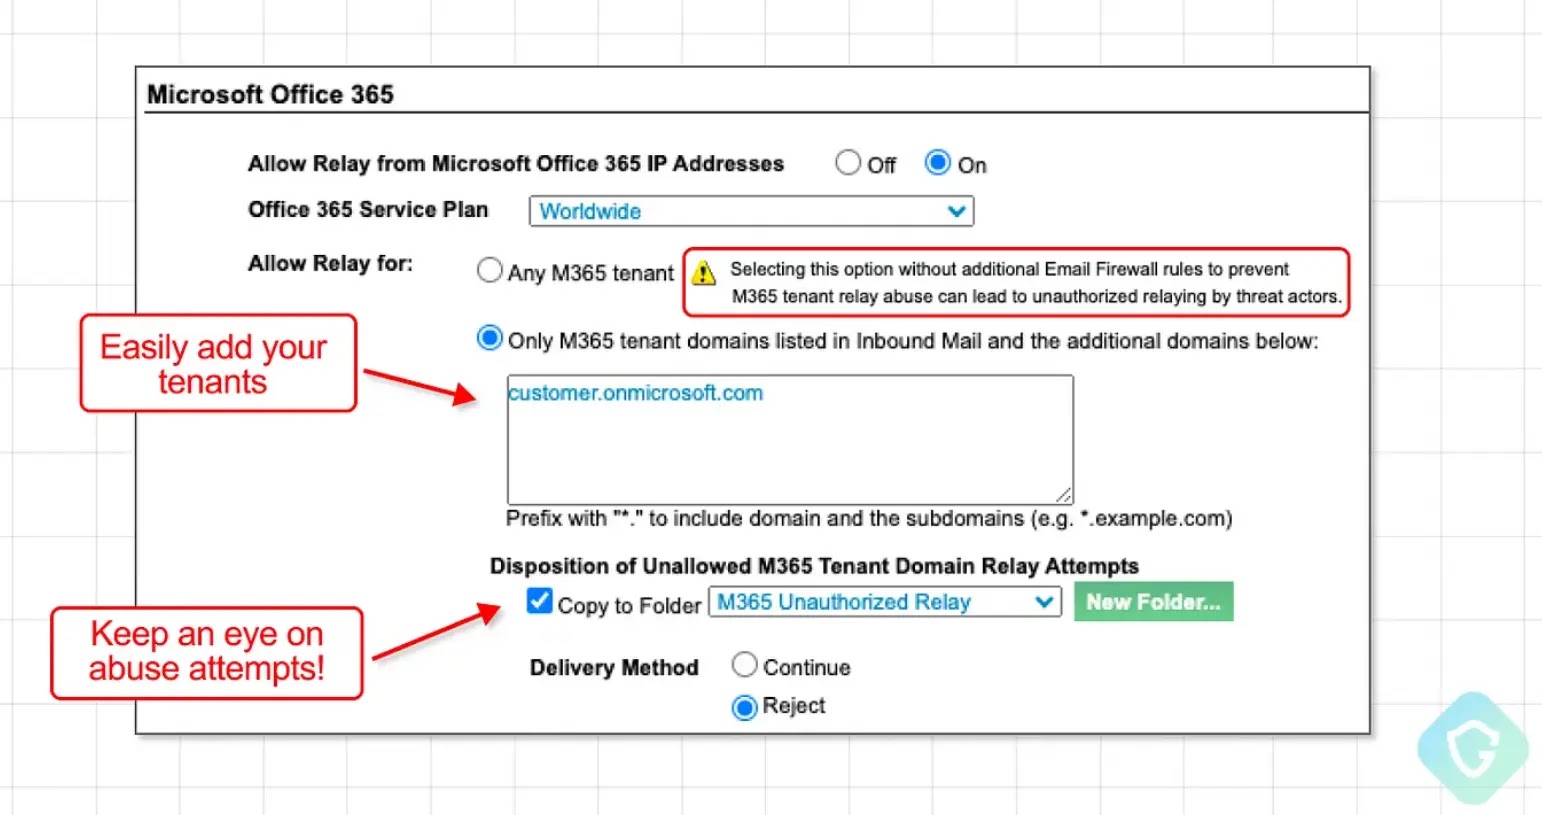 Microsoft Office 365
Allow Relay from Microsoft Office 365 IP Addresses Off On
Office 365 Service Plan Worldwide
Allow Relay for: Any M365 tenant
Selecting this option without additional Email Firewall rules to prevent
M365 tenant relay abuse can lead to unauthorized relaying by threat actors.
Only M365 tenant domains listed in Inbound Mail and the additional domains below:
Easily add your
tenants
customer.onmicrosoft.com
Prefix with "*." to include domain and the subdomains (e.g. *.example.com)
Disposition of Unallowed M365 Tenant Domain Relay Attempts
Copy to Folder M365 Unauthorized Relay New Folder...
Keep an eye on
abuse attempts!
Delivery Method Continue
Reject